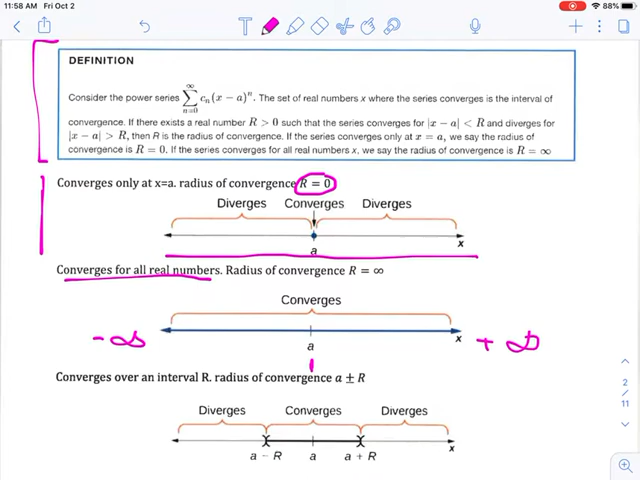 11:58 AM Fri Oct 2
88%
DEFINITION
Consider the power series ∞ ∑ n=0 cₙ(x − a)ⁿ. The set of real numbers x where the series converges is the interval of
convergence. If there exists a real number R > 0 such that the series converges for |x − a| < R and diverges for
|x − a| > R, then R is the radius of convergence. If the series converges only at x = a, we say the radius of
convergence is R = 0. If the series converges for all real numbers x, we say the radius of convergence is R = ∞
Converges only at x=a. radius of convergence R = 0
Diverges Converges Diverges
a x
Converges for all real numbers. Radius of convergence R = ∞
Converges
-∞ a x +∞
Converges over an interval R. radius of convergence a ± R
Diverges Converges Diverges
a − R a a + R x
2
/
11